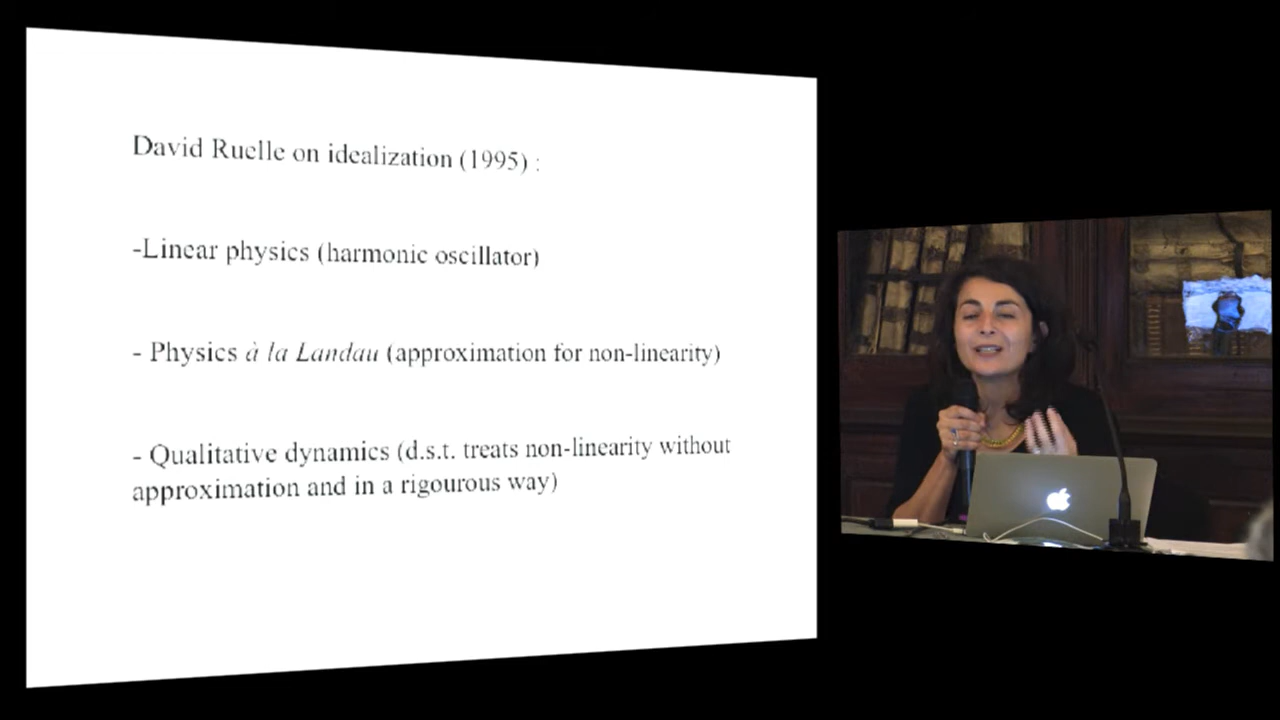 David Ruelle on idealization (1995) :
-Linear physics (harmonic oscillator)
- Physics à la Landau (approximation for non-linearity)
- Qualitative dynamics (d.s.t. treats non-linearity without
approximation and in a rigourous way)